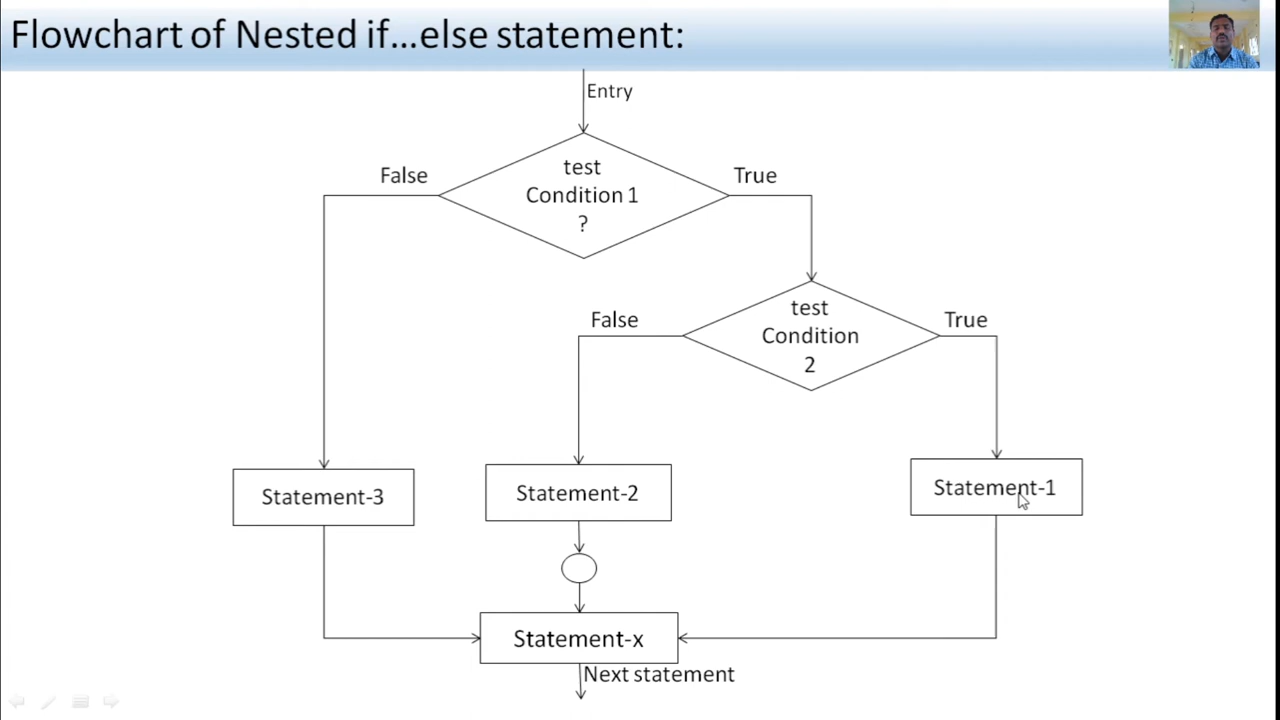 Flowchart of Nested if...else statement:
Entry
False
test
Condition 1
?
True
False
test
Condition
2
True
Statement-3
Statement-2
Statement-1
Statement-x
Next statement